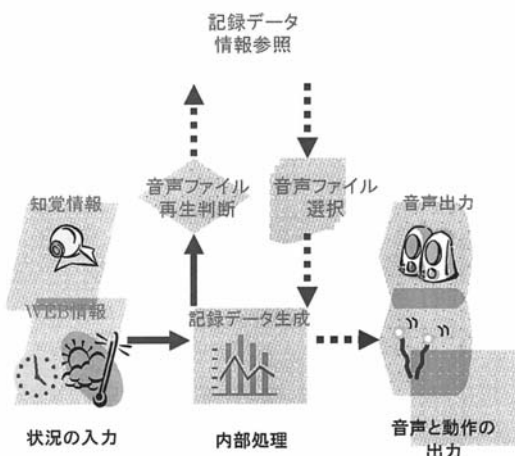 記録データ
情報参照
音声ファイル
再生判断
音声ファイル
選択
知覚情報
音声出力
WEB情報
記録データ生成
状況の入力
内部処理
音声と動作の
出力